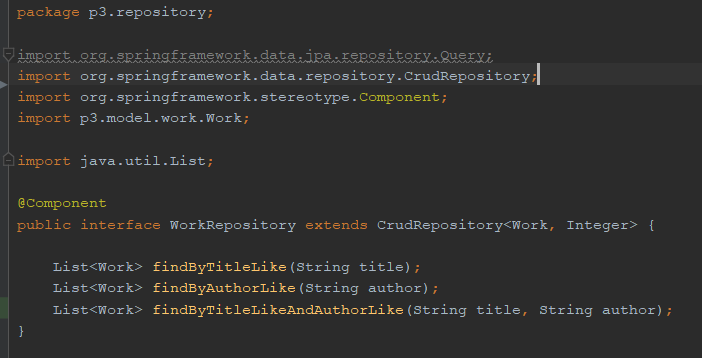 package p3.repository;
import org.springframework.data.jpa.repository.Query;
import org.springframework.data.repository.CrudRepository;
import org.springframework.stereotype.Component;
import p3.model.work.Work;
import java.util.List;
@Component
public interface WorkRepository extends CrudRepository<Work, Integer> {
List<Work> findByTitleLike(String title);
List<Work> findByAuthorLike(String author);
List<Work> findByTitleLikeAndAuthorLike(String title, String author);
}